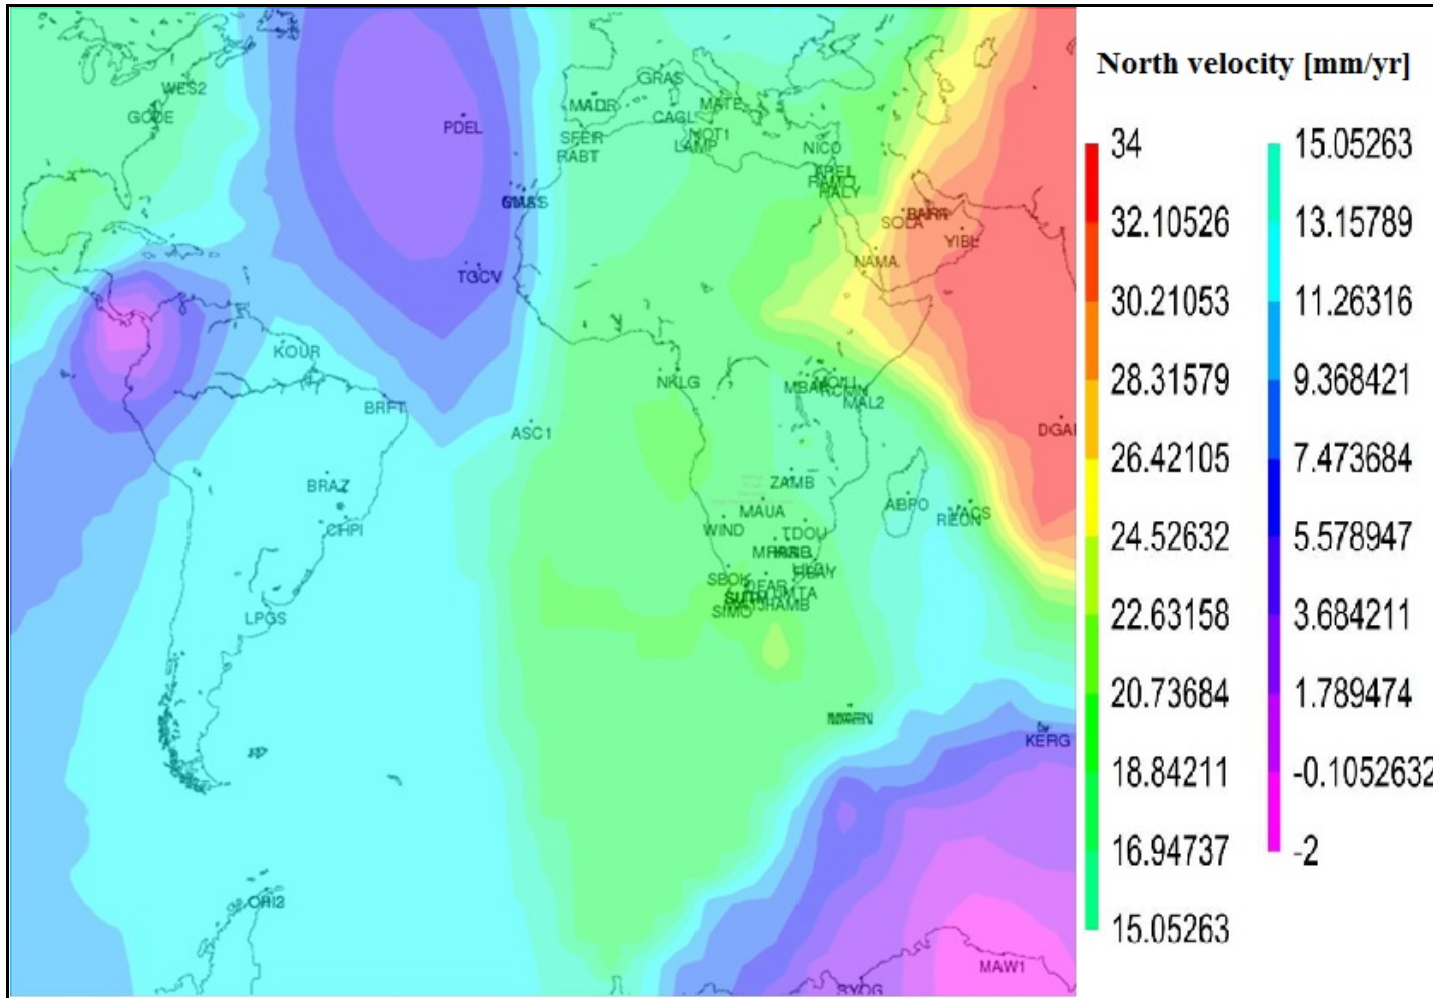 North velocity [mm/yr]
34
32.10526
30.21053
28.31579
26.42105
24.52632
22.63158
20.73684
18.84211
16.94737
15.05263
15.05263
13.15789
11.26316
9.368421
7.473684
5.578947
3.684211
1.789474
-0.1052632
-2
WES2
GODE
PDEL
GRAS
MADR
MATE
CAGL
SFER
NOT1
LAMP
RABT
NICO
SOLA
YIBL
NAMA
TGCV
KOUR
BRFT
NKLG
MAL2
ASC1
DGAR
BRAZ
CHPI
ZAMB
MAUA
ABPO
VACS
WIND
TDOU
SBOK
SIMO
LPGS
KERG
OHI2
MAW1
SYOG